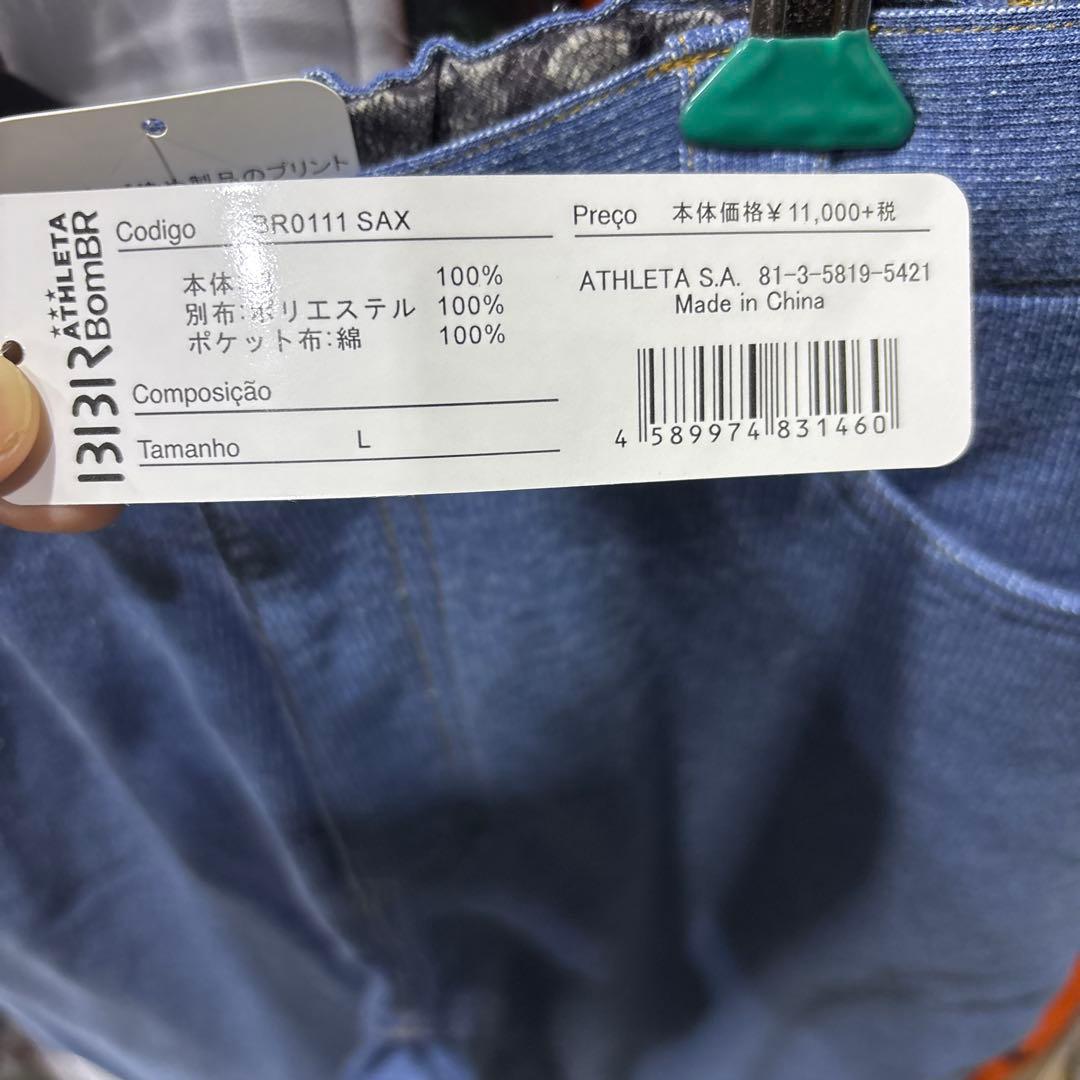 製品のプリント
ATHLETA
BomBR
Codigo BR0111 SAX
本体 100%
別布:ポリエステル 100%
ポケット布:綿 100%
Composição
Tamanho L
Preço 本体価格¥11,000+税
ATHLETA S.A. 81-3-5819-5421
Made in China
4 589974 831460